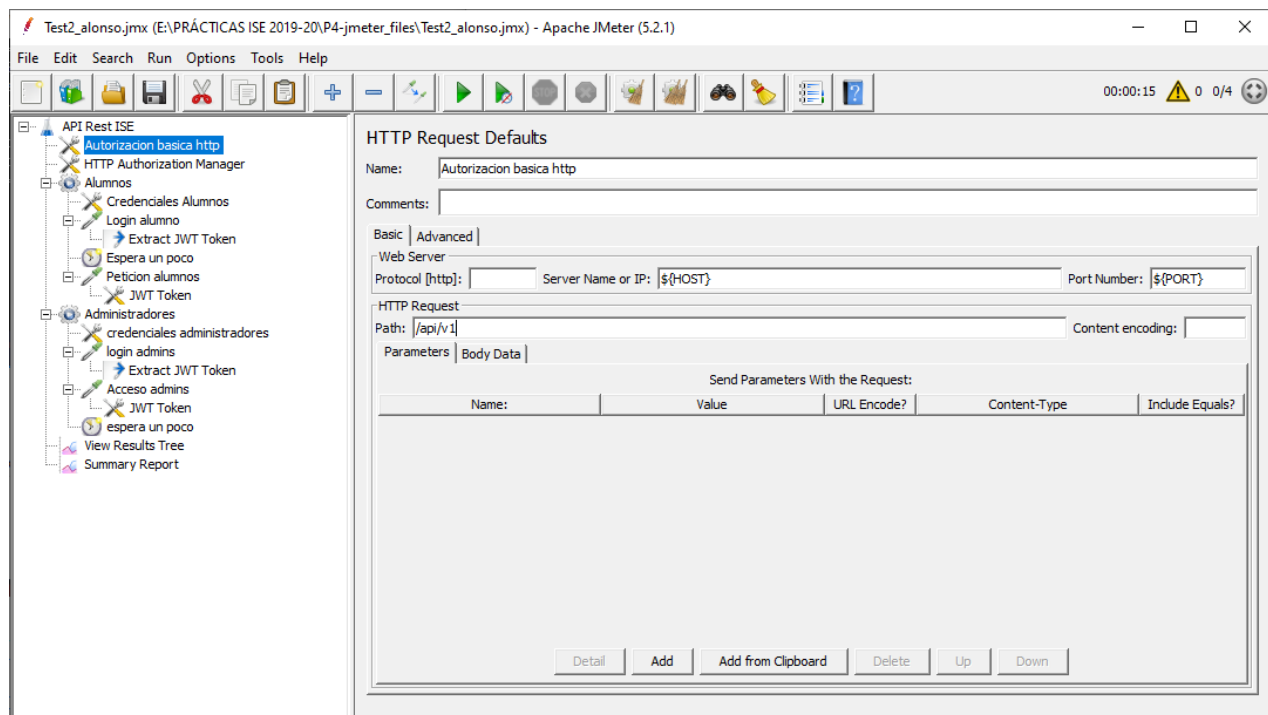 Test2_alonso.jmx (E:\PRÁCTICAS ISE 2019-20\P4-jmeter_files\Test2_alonso.jmx) - Apache JMeter (5.2.1)
File Edit Search Run Options Tools Help
STOP
00:00:15 0 0/4
API Rest ISE
Autorizacion basica http
HTTP Authorization Manager
Alumnos
Credenciales Alumnos
Login alumno
Extract JWT Token
Espera un poco
Peticion alumnos
JWT Token
Administradores
credenciales administradores
login admins
Extract JWT Token
Acceso admins
JWT Token
espera un poco
View Results Tree
Summary Report
HTTP Request Defaults
Name: Autorizacion basica http
Comments:
Basic Advanced
Web Server
Protocol [http]: Server Name or IP: ${HOST} Port Number: ${PORT}
HTTP Request
Path: /api/v1 Content encoding:
Parameters Body Data
Send Parameters With the Request:
Name: Value URL Encode? Content-Type Include Equals?
Detail Add Add from Clipboard Delete Up Down